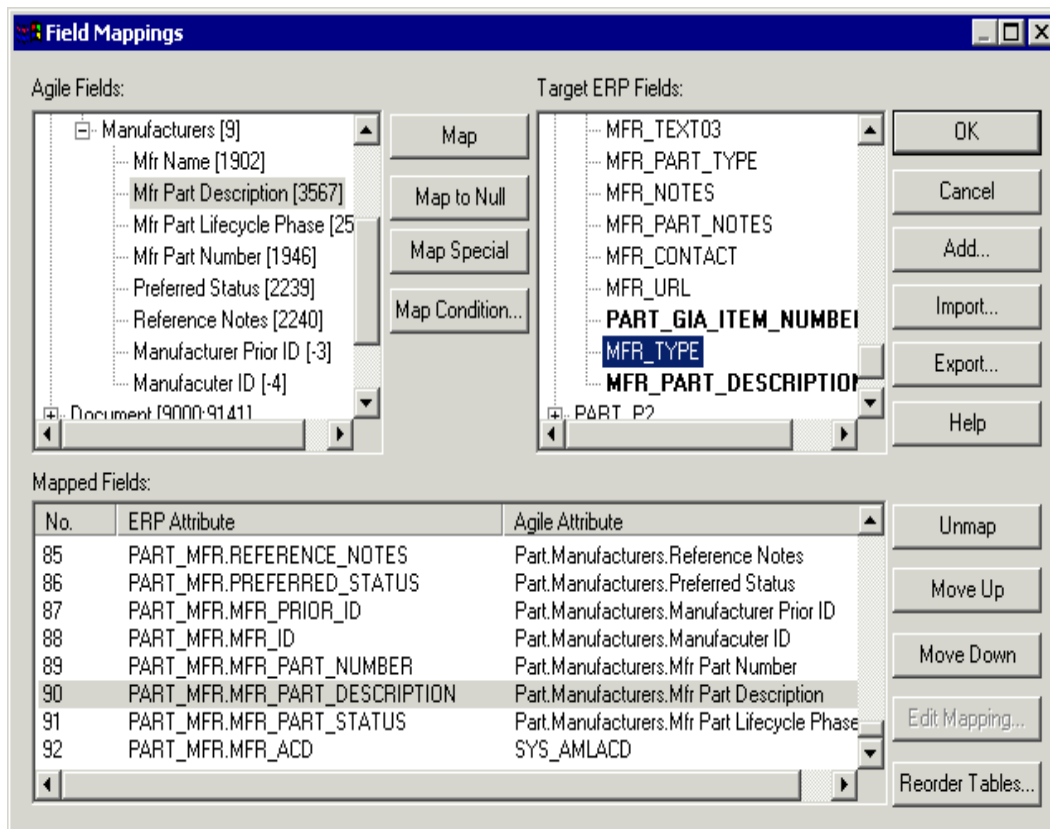 Field Mappings
Agile Fields:
Manufacturers [9]
Mfr Name [1902]
Mfr Part Description [3567]
Mfr Part Lifecycle Phase [25
Mfr Part Number [1946]
Preferred Status [2239]
Reference Notes [2240]
Manufacturer Prior ID [-3]
Manufacuter ID [-4]
Document [9000:9141]
Map
Map to Null
Map Special
Map Condition...
Target ERP Fields:
MFR_TEXT03
MFR_PART_TYPE
MFR_NOTES
MFR_PART_NOTES
MFR_CONTACT
MFR_URL
PART_GIA_ITEM_NUMBER
MFR_TYPE
MFR_PART_DESCRIPTION
PART_P2
OK
Cancel
Add...
Import...
Export...
Help
Mapped Fields:
No. ERP Attribute Agile Attribute
85 PART_MFR.REFERENCE_NOTES Part.Manufacturers.Reference Notes
86 PART_MFR.PREFERRED_STATUS Part.Manufacturers.Preferred Status
87 PART_MFR.MFR_PRIOR_ID Part.Manufacturers.Manufacturer Prior ID
88 PART_MFR.MFR_ID Part.Manufacturers.Manufacuter ID
89 PART_MFR.MFR_PART_NUMBER Part.Manufacturers.Mfr Part Number
90 PART_MFR.MFR_PART_DESCRIPTION Part.Manufacturers.Mfr Part Description
91 PART_MFR.MFR_PART_STATUS Part.Manufacturers.Mfr Part Lifecycle Phase
92 PART_MFR.MFR_ACD SYS_AMLACD
Unmap
Move Up
Move Down
Edit Mapping...
Reorder Tables...